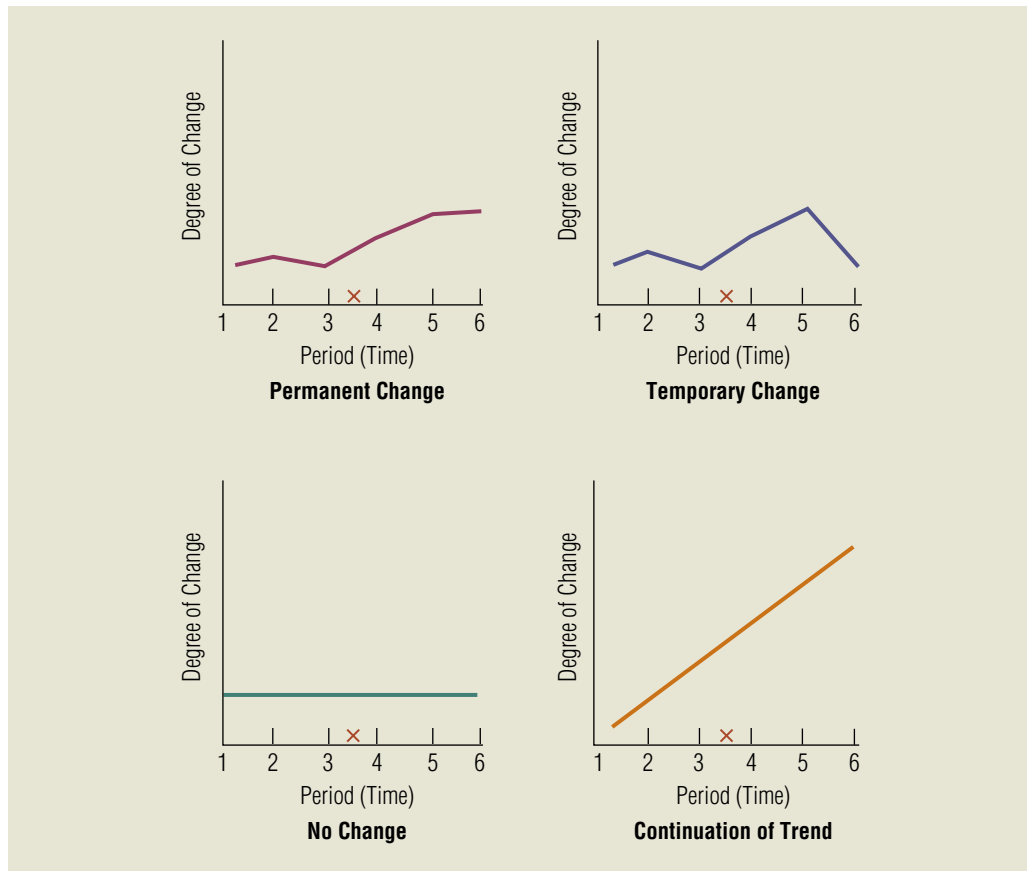 Degree of Change
1 2 3 4 5 6
Period (Time)
Permanent Change
Degree of Change
1 2 3 4 5 6
Period (Time)
Temporary Change
Degree of Change
1 2 3 4 5 6
Period (Time)
No Change
Degree of Change
1 2 3 4 5 6
Period (Time)
Continuation of Trend